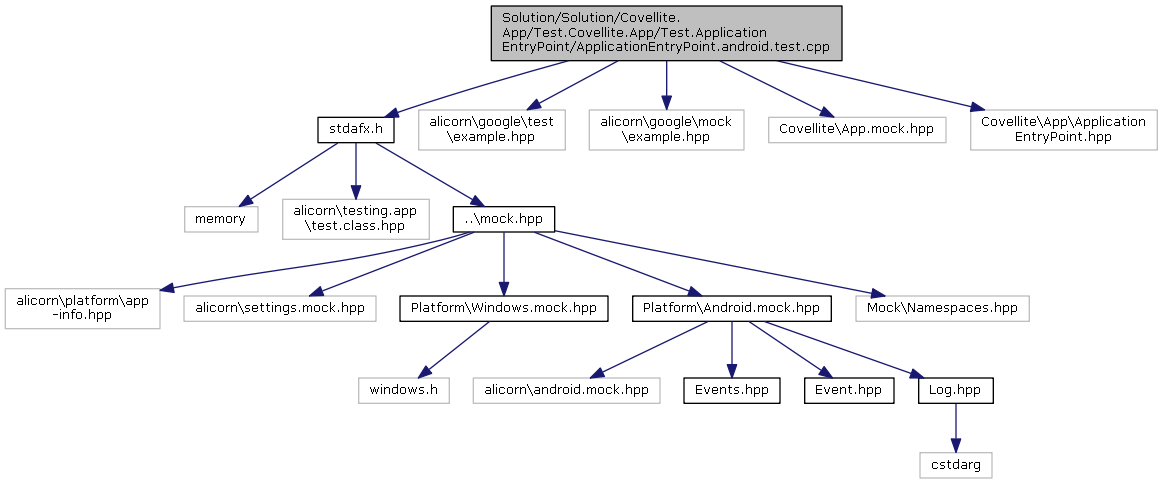 Solution/Solution/Covellite.
App/Test.Covellite.App/Test.Application
EntryPoint/ApplicationEntryPoint.android.test.cpp
stdafx.h
alicorn\google\test
\example.hpp
alicorn\google\mock
\example.hpp
Covellite\App.mock.hpp
Covellite\App\Application
EntryPoint.hpp
memory
alicorn\testing.app
\test.class.hpp
..\mock.hpp
alicorn\platform\app
-info.hpp
alicorn\settings.mock.hpp
Platform\Windows.mock.hpp
Platform\Android.mock.hpp
Mock\Namespaces.hpp
windows.h
alicorn\android.mock.hpp
Events.hpp
Event.hpp
Log.hpp
cstdarg